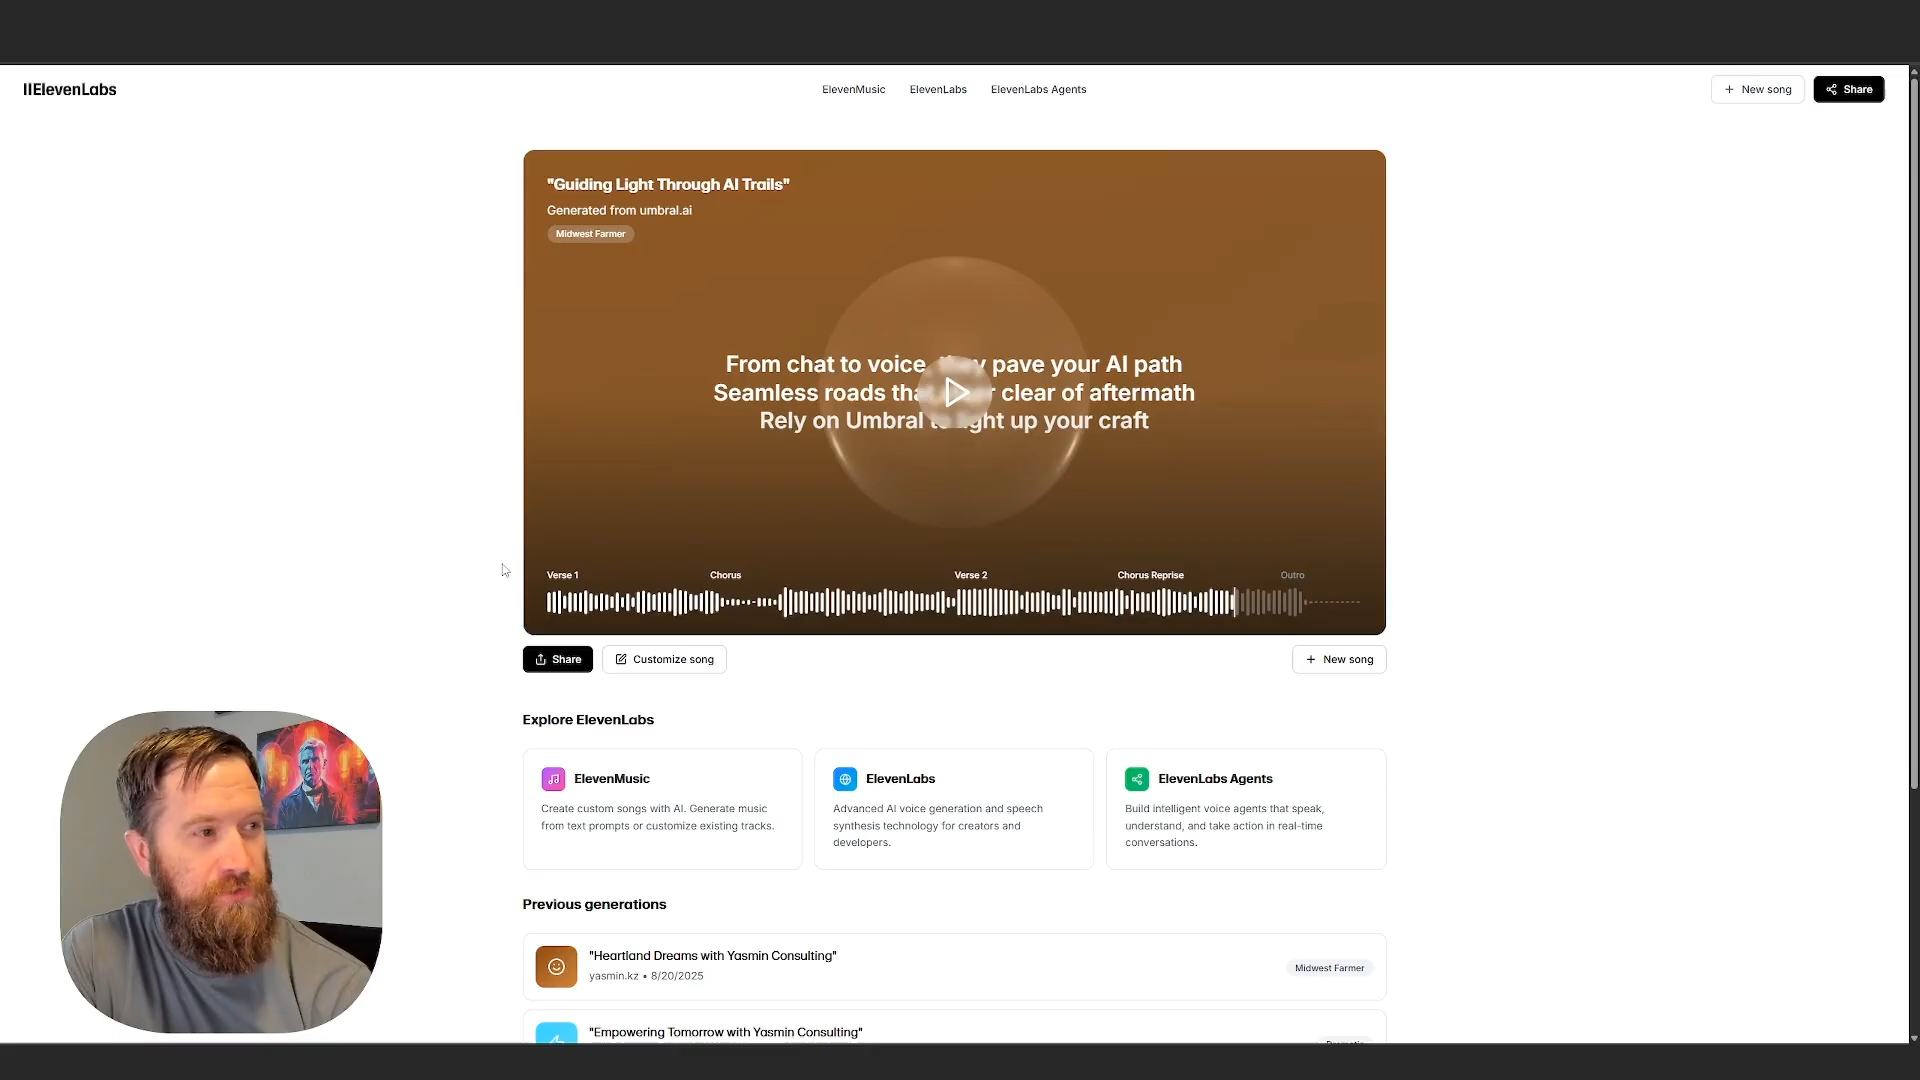 IIElevenLabs
ElevenMusic
ElevenLabs
ElevenLabs Agents
New song
Share
"Guiding Light Through AI Trails"
Generated from umbral.ai
Midwest Farmer
From chat to voice, they pave your AI path
Seamless roads that clear of aftermath
Rely on Umbral to light up your craft
Verse 1
Chorus
Verse 2
Chorus Reprise
Outro
Share
Customize song
New song
Explore ElevenLabs
ElevenMusic
Create custom songs with AI. Generate music
from text prompts or customize existing tracks.
ElevenLabs
Advanced AI voice generation and speech
synthesis technology for creators and
developers.
ElevenLabs Agents
Build intelligent voice agents that speak,
understand, and take action in real-time
conversations.
Previous generations
"Heartland Dreams with Yasmin Consulting"
yasmin.kz • 8/20/2025
Midwest Farmer
"Empowering Tomorrow with Yasmin Consulting"